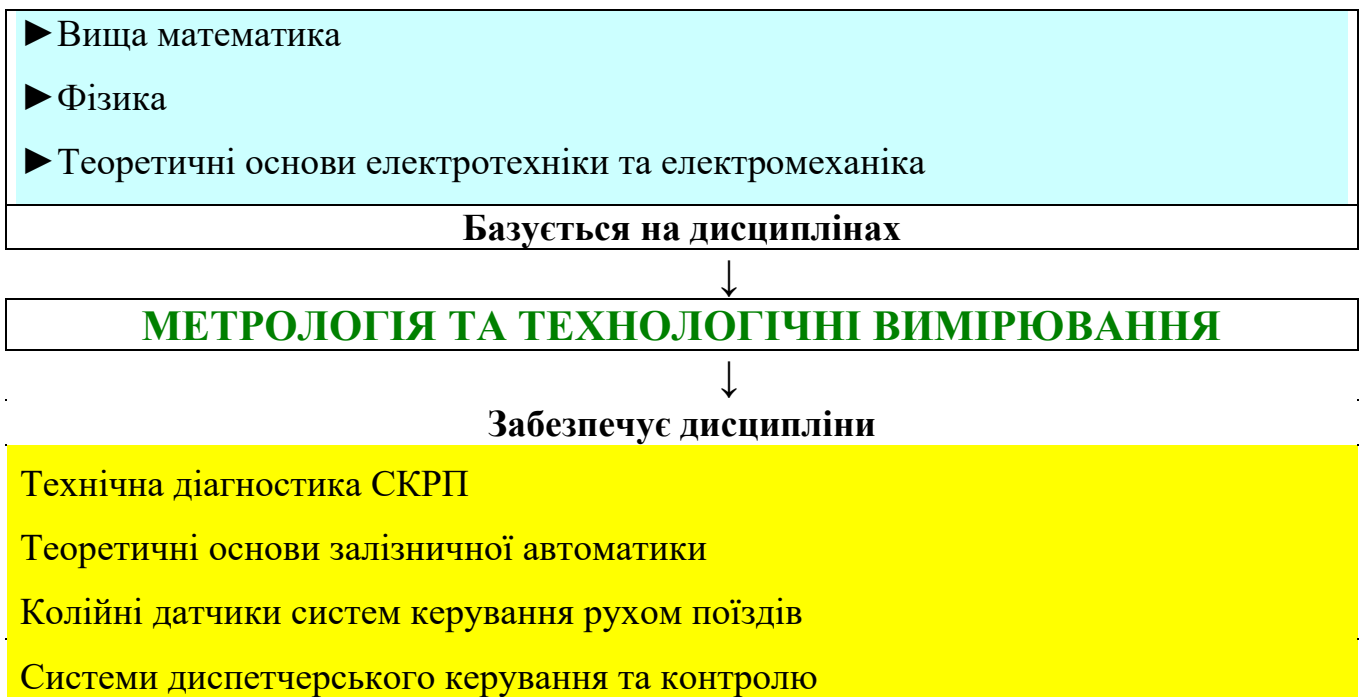 ►Вища математика
►Фізика
►Теоретичні основи електротехніки та електромеханіка
Базується на дисциплінах
↓
МЕТРОЛОГІЯ ТА ТЕХНОЛОГІЧНІ ВИМІРЮВАННЯ
↓
Забезпечує дисципліни
Технічна діагностика СКРП
Теоретичні основи залізничної автоматики
Колійні датчики систем керування рухом поїздів
Системи диспетчерського керування та контролю